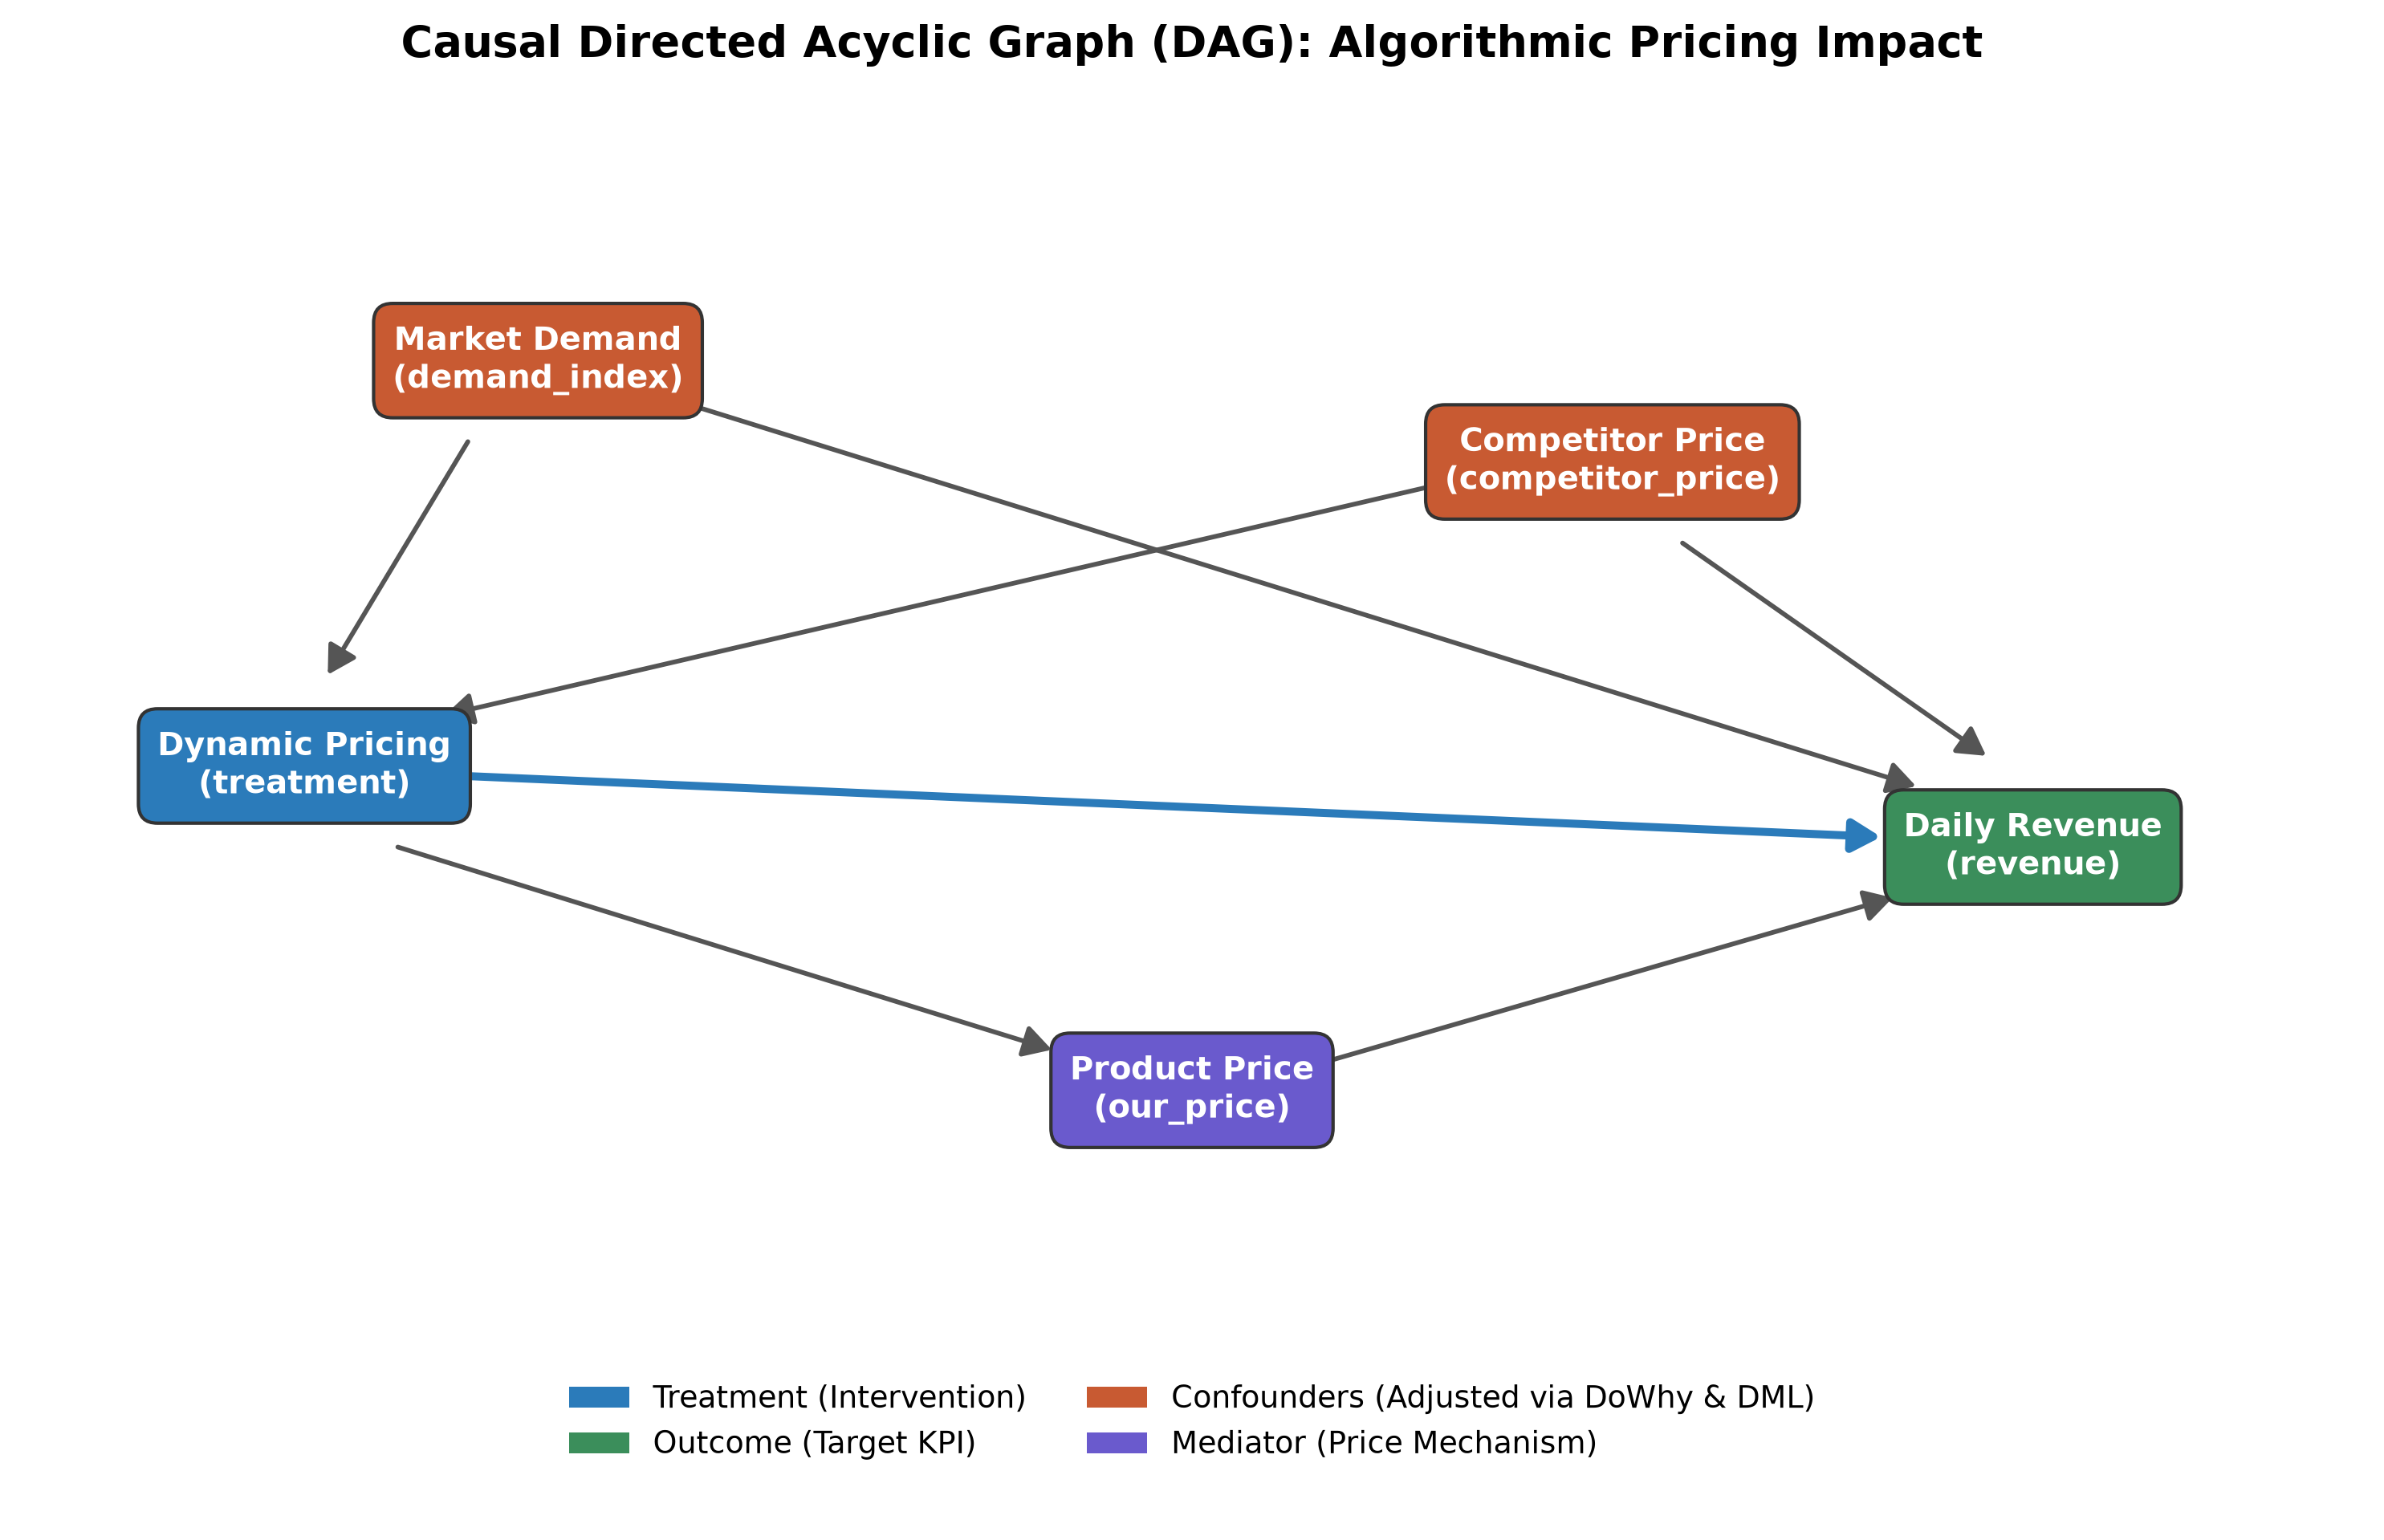 Causal Directed Acyclic Graph (DAG): Algorithmic Pricing Impact
Market Demand
(demand_index)
Competitor Price
(competitor_price)
Dynamic Pricing
(treatment)
Daily Revenue
(revenue)
Product Price
(our_price)
Treatment (Intervention)
Outcome (Target KPI)
Confounders (Adjusted via DoWhy & DML)
Mediator (Price Mechanism)